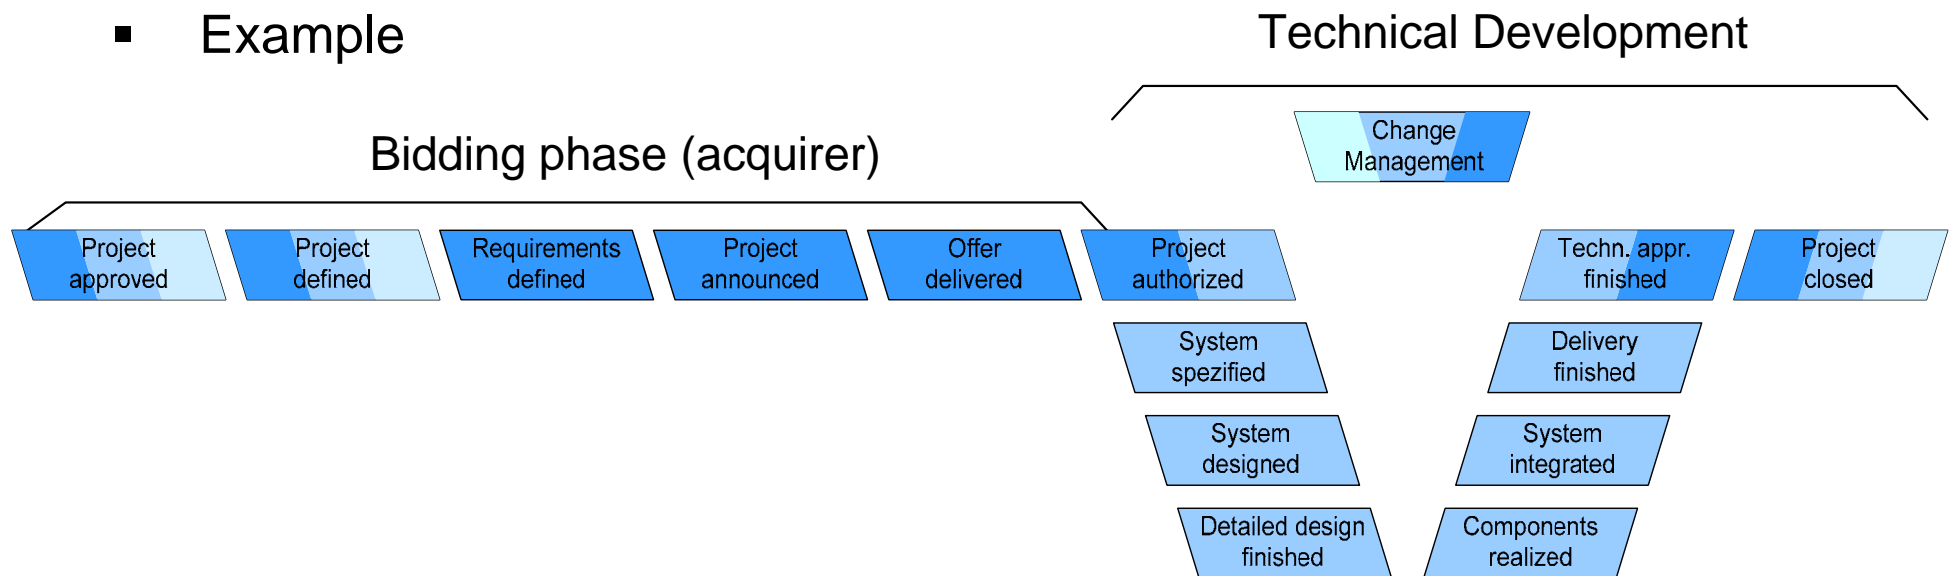 ▪ Example
Technical Development
Change
Management
Bidding phase (acquirer)
Project
approved
Project
defined
Requirements
defined
Project
announced
Offer
delivered
Project
authorized
Techn. appr.
finished
Project
closed
System
spezified
Delivery
finished
System
designed
System
integrated
Detailed design
finished
Components
realized